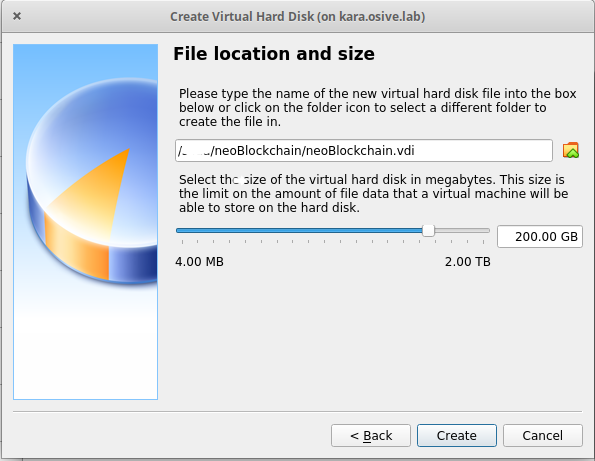 Create Virtual Hard Disk (on kara.osive.lab)
File location and size
Please type the name of the new virtual hard disk file into the box
below or click on the folder icon to select a different folder to
create the file in.
/neoBlockchain/neoBlockchain.vdi
Select the size of the virtual hard disk in megabytes. This size is
the limit on the amount of file data that a virtual machine will be
able to store on the hard disk.
200.00 GB
4.00 MB 2.00 TB
< Back Create Cancel